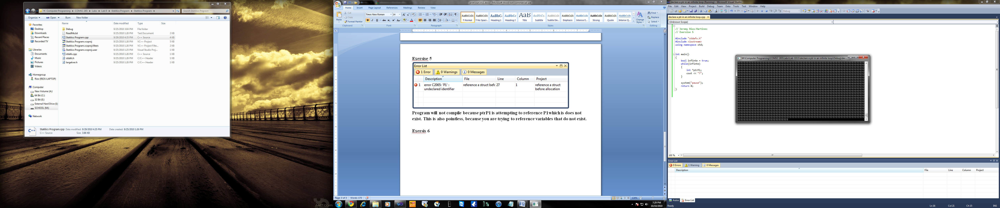 Computer Programing ▸ COMSC 265 ▸ Labs ▸ Lab 9 ▸ Statitics Program ▸ Statitics Program ▸
Search Statitics Program
Organize Open Burn New folder
Name Date modified Type Size
Favorites
Desktop
Downloads
Recent Places
Recorded TV
Libraries
Documents
Music
Pictures
Videos
Homegroup
Rios (RIOS-LAPTOP)
Computer
New Volume (A:)
64 Bit (C:)
32 Bit (E:)
External Hard Drive (I:)
SCHOOL (M:)
Network
Debug 9/25/2010 3:04 PM File folder
ReadMe.txt 9/25/2010 1:26 PM Text Document 2 KB
Statitics Program.cpp 9/29/2010 4:35 PM C++ Source 4 KB
Statitics Program.vcxproj 9/25/2010 1:26 PM VC++ Project 5 KB
Statitics Program.vcxproj.filters 9/25/2010 1:26 PM VC++ Project Filte... 2 KB
Statitics Program.vcxproj.user 9/25/2010 1:25 PM Visual Studio Proj... 1 KB
stdafx.cpp 9/25/2010 1:26 PM C++ Source 1 KB
stdafx.h 9/25/2010 1:26 PM C/C++ Header 1 KB
targetver.h 9/25/2010 1:26 PM C/C++ Header 1 KB
Statitics Program.cpp Date modified: 9/29/2010 4:35 PM Date created: 9/25/2010 1:26 PM
C++ Source Size: 3.66 KB
C++
ART.com
print out 1011.docx - Microsoft Word non-commercial use
Home Insert Page Layout References Mailings Review View
Paste
Cut
Copy
Format Painter
Clipboard
Times New Roman 14
Font
Paragraph
AaBbCcDc AaBbCcDc AaBbC AaBbCc AaB AaBbCc AaBbCcDc AaBbCcDc AaBbCcDc AaBbCcDc AaBbCcDc AaBbCcDc
¶ Normal ¶ No Spaci... Heading 1 Heading 2 Title Subtitle Subtle Em... Emphasis Intense E... Strong Quote Intense Q...
Styles
Change Styles
Find
Replace
Select
Editing
Exersise 5
Error List
1 Error 0 Warnings 0 Messages
Description File Line Column Project
1 error C2065: 'P1' : reference a struct befc 27 1 reference a struct
undeclared identifier before allocation
Program will not compile because ptrP1 is attempting to reference P1 which is does not
exist. This is also pointless, because you are trying to reference variables that do not exist.
Exersis 6
Page: 3 of 3 Words: 173
124%
7:29 PM
10/10/2010
declare a ptr in an infinite loop (Running) - Microsoft Visual Studio
File Edit View Project Build Debug Team Data Tools Test Window Help
Debug
declare a ptr in an infinite loop.cpp
(Unknown Scope)
// Jeremy Rios-Martinez
// Exersise 5
#include "stdafx.h"
#include <iostream>
using namespace std;
int main()
{
bool infinte = true;
while(infinte)
{
int *ptrP1;
cout << "?";
}
system("pause");
return 0;
}
M:\Computer Programing\COMSC 265\Labs\Lab 1011\declare a ptr in an infinite loop\Debug\dec...
100 %
Error List
0 Errors 1 Warning 0 Messages
Description File Line Column Project
Autos Error List
Ready Ln 16 Col 21 Ch 15 INS